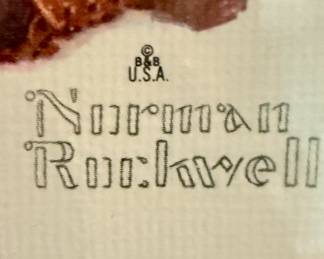 ©
B&B
U.S.A.
Norman
Rockwell